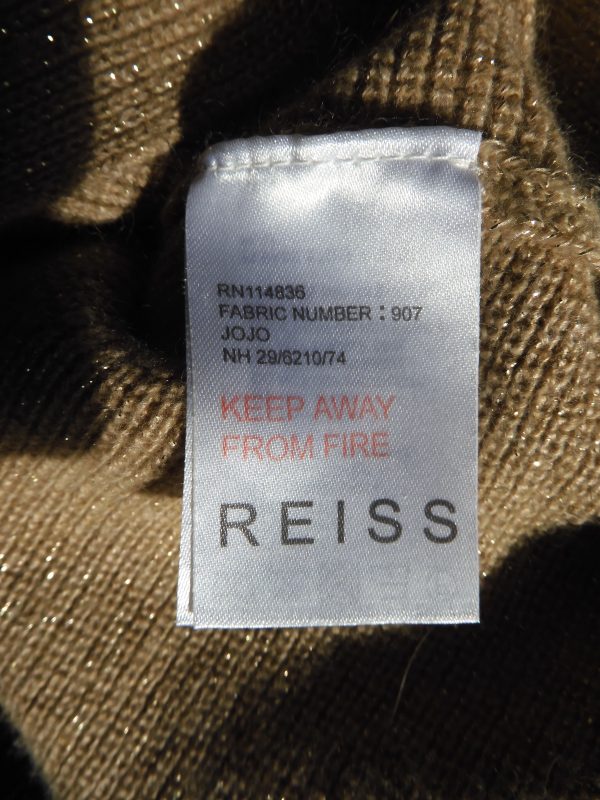 RN114836
FABRIC NUMBER : 907
JOJO
NH 29/6210/74
KEEP AWAY
FROM FIRE
REISS